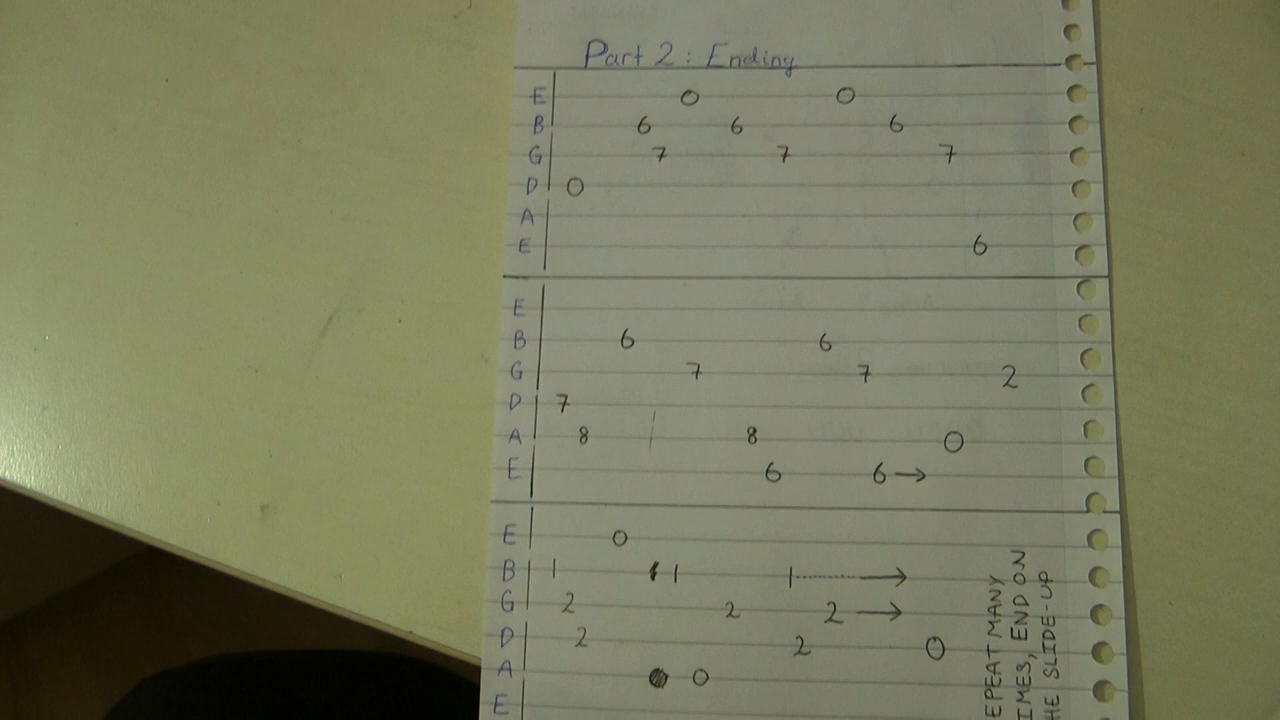 Part 2: Ending
E 0 0
B 6 6 6
G 7 7 7
D 0
A
E 6
E
B 6 6
G 7 7 2
D 7
A 8 8 0
E 6 6→
E 0
B 1 1 1→
G 2 2 2→
D 2 2 0
A 0
E
EPEAT MANY
IMES, END ON
HE SLIDE-UP